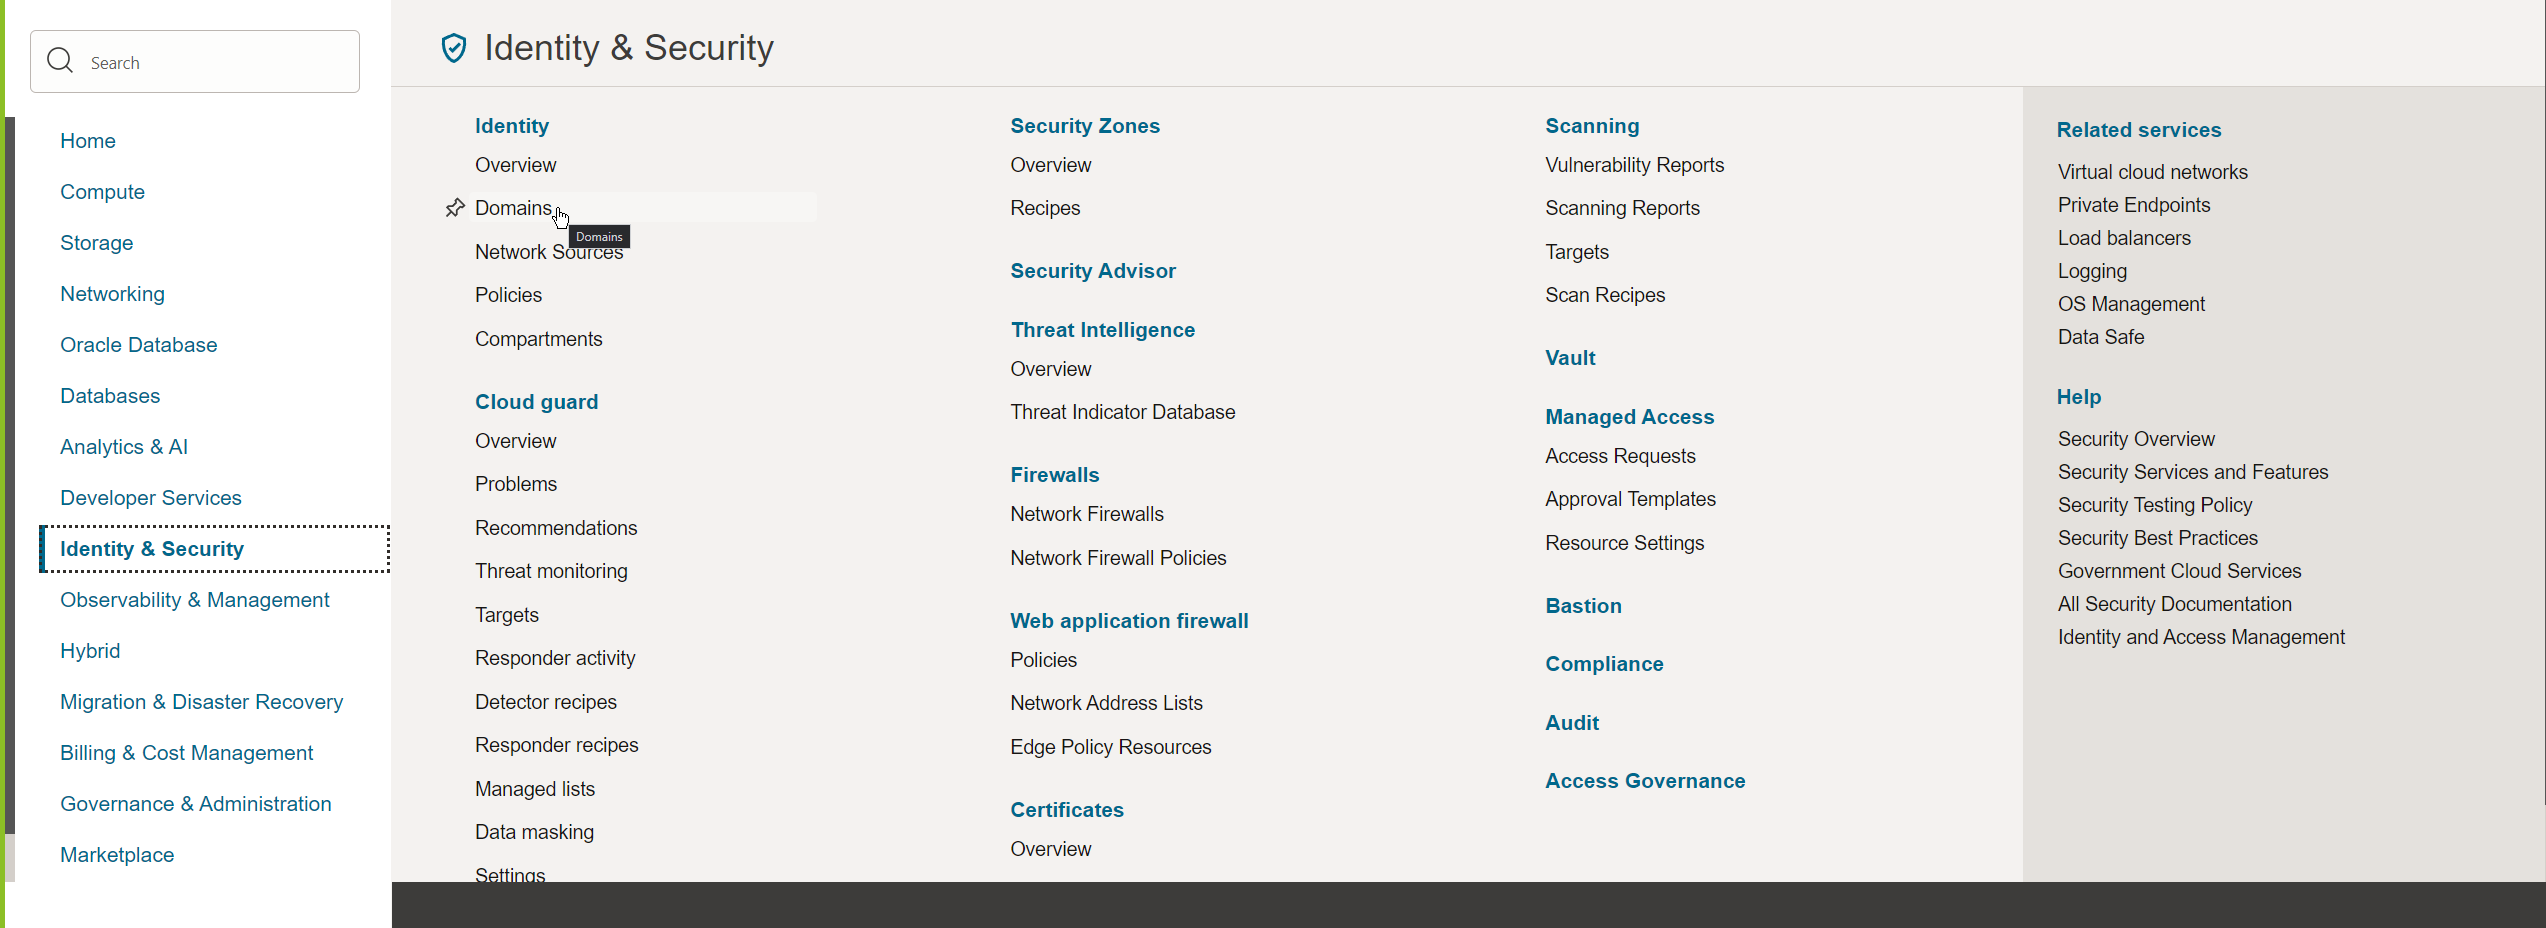 Search
Home
Compute
Storage
Networking
Oracle Database
Databases
Analytics & AI
Developer Services
Identity & Security
Observability & Management
Hybrid
Migration & Disaster Recovery
Billing & Cost Management
Governance & Administration
Marketplace
Identity & Security
Identity
Overview
Domains
Domains
Network Sources
Policies
Compartments
Cloud guard
Overview
Problems
Recommendations
Threat monitoring
Targets
Responder activity
Detector recipes
Responder recipes
Managed lists
Data masking
Settings
Security Zones
Overview
Recipes
Security Advisor
Threat Intelligence
Overview
Threat Indicator Database
Firewalls
Network Firewalls
Network Firewall Policies
Web application firewall
Policies
Network Address Lists
Edge Policy Resources
Certificates
Overview
Scanning
Vulnerability Reports
Scanning Reports
Targets
Scan Recipes
Vault
Managed Access
Access Requests
Approval Templates
Resource Settings
Bastion
Compliance
Audit
Access Governance
Related services
Virtual cloud networks
Private Endpoints
Load balancers
Logging
OS Management
Data Safe
Help
Security Overview
Security Services and Features
Security Testing Policy
Security Best Practices
Government Cloud Services
All Security Documentation
Identity and Access Management